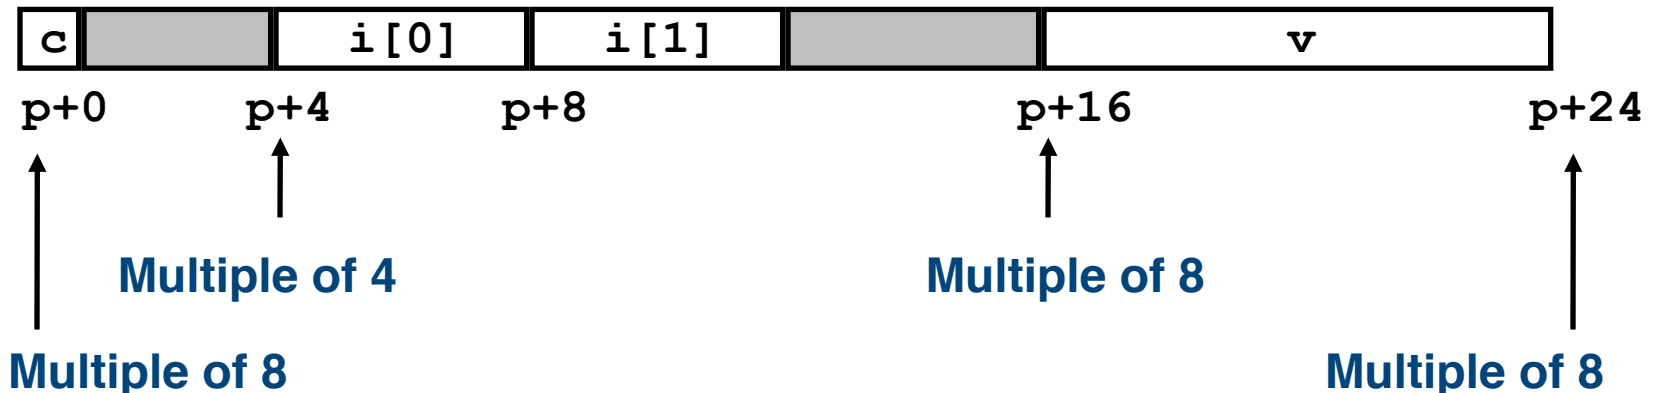 c i[0] i[1] v
p+0 p+4 p+8 p+16 p+24
Multiple of 4 Multiple of 8
Multiple of 8 Multiple of 8